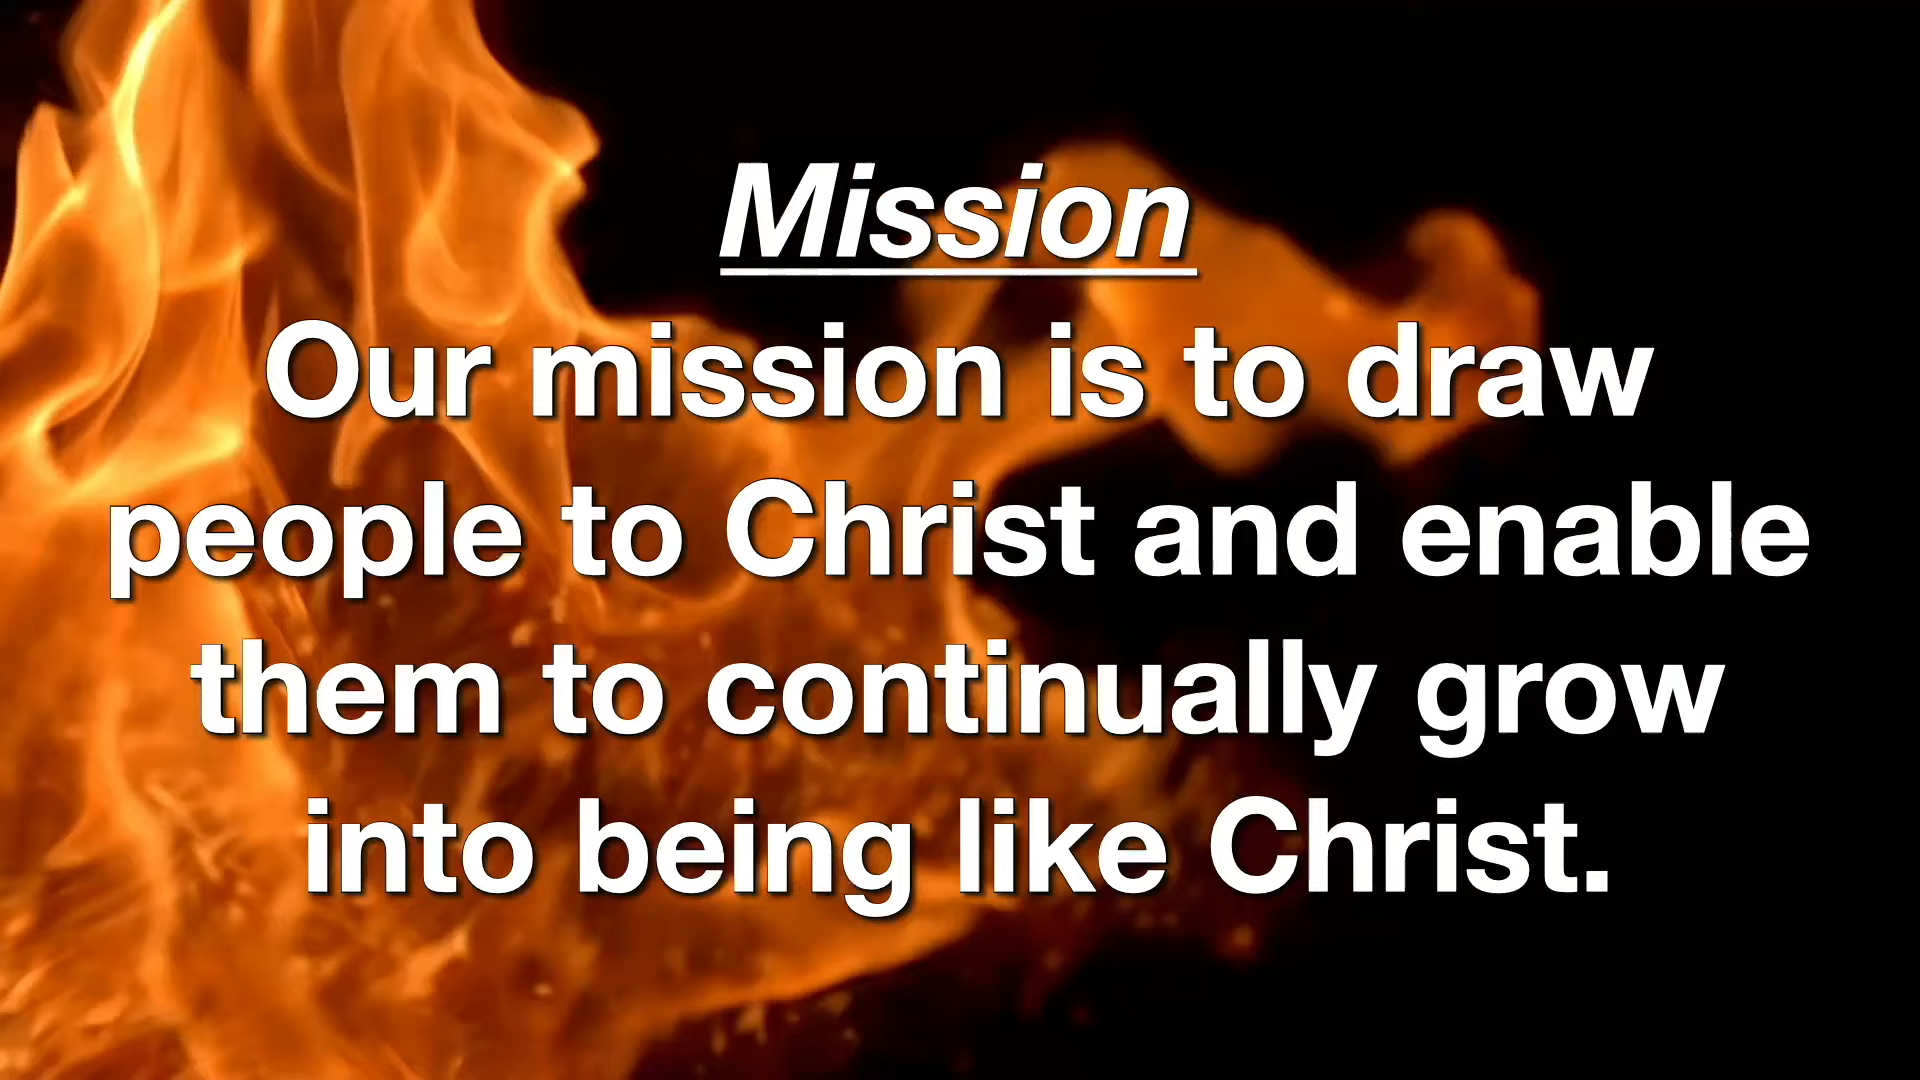 Mission
Our mission is to draw
people to Christ and enable
them to continually grow
into being like Christ.